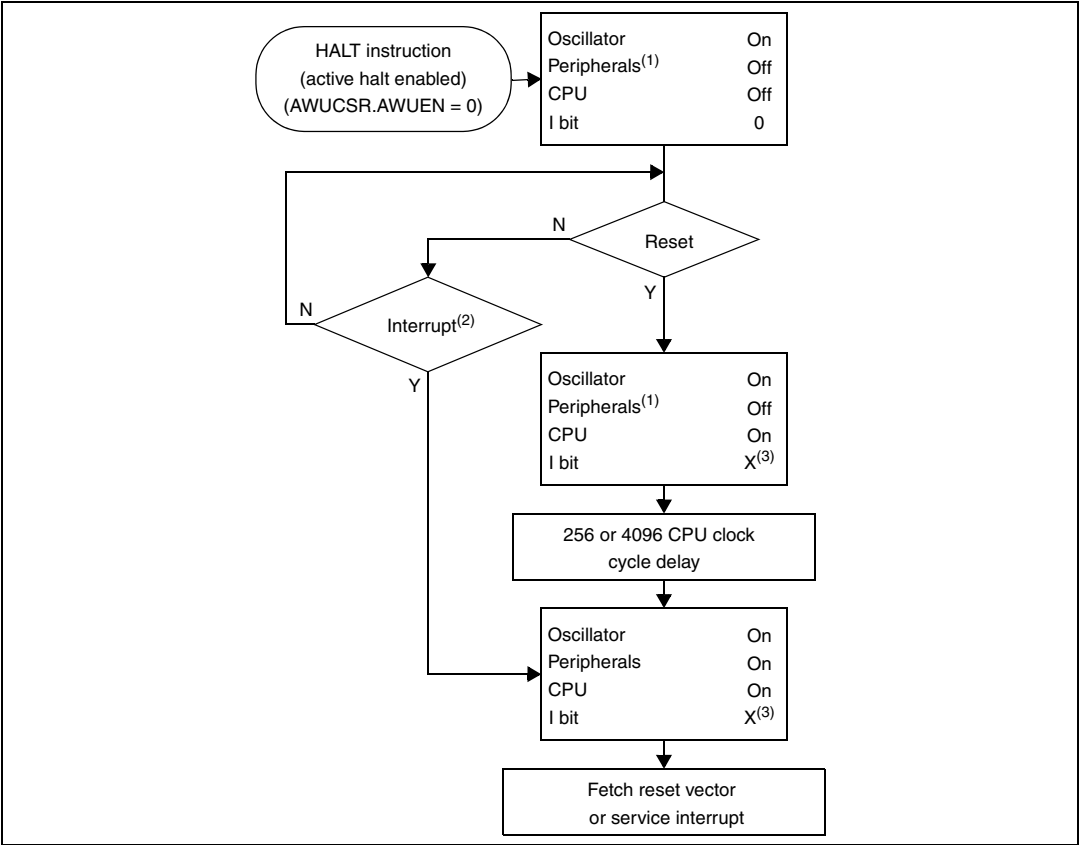 HALT instruction
(active halt enabled)
(AWUCSR.AWUEN = 0)
Oscillator On
Peripherals(1) Off
CPU Off
I bit 0
N
Reset
Y
N
Interrupt(2)
Y
Oscillator On
Peripherals(1) Off
CPU On
I bit X(3)
256 or 4096 CPU clock
cycle delay
Oscillator On
Peripherals On
CPU On
I bit X(3)
Fetch reset vector
or service interrupt